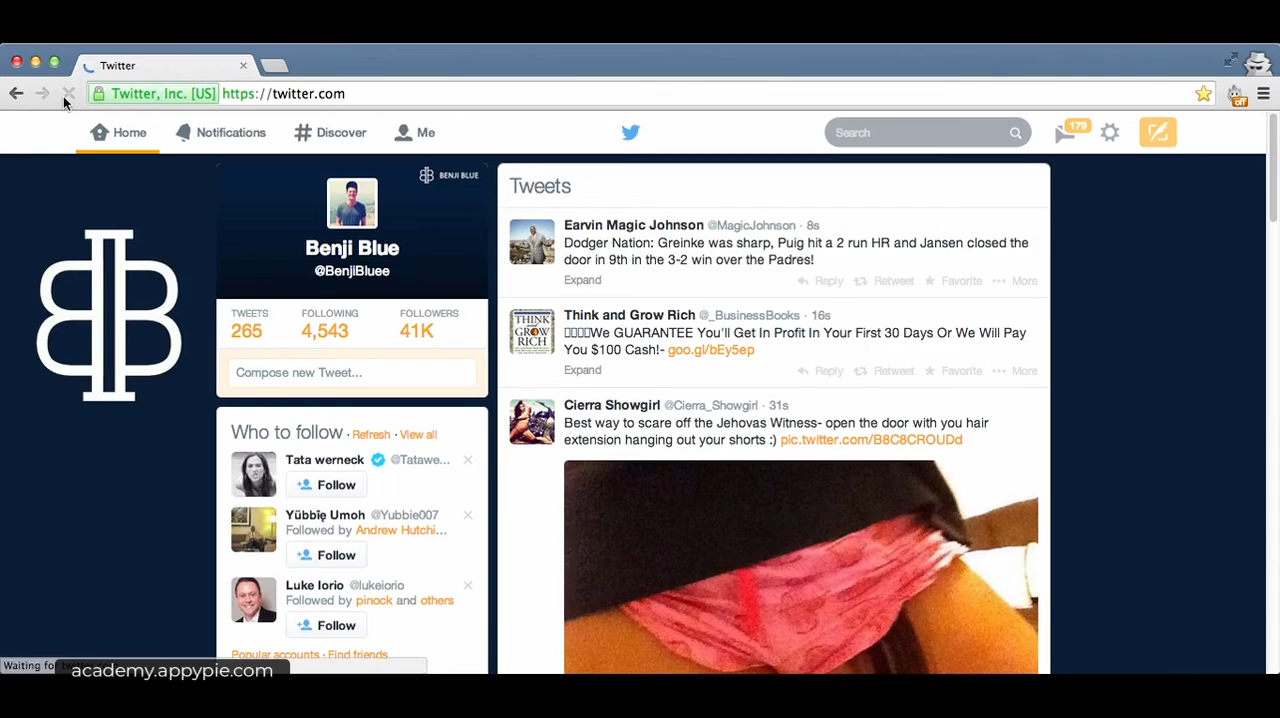 Twitter
Twitter, Inc. [US] https://twitter.com
Home Notifications Discover Me Search 179
BENJI BLUE
Benji Blue
@BenjiBluee
TWEETS FOLLOWING FOLLOWERS
265 4,543 41K
Compose new Tweet...
Who to follow · Refresh · View all
Tata werneck @Tatawe...
Follow
Yübbîę Umoh @Yubbie007
Followed by Andrew Hutchi...
Follow
Luke Iorio @lukeiorio
Followed by pinock and others
Follow
Popular accounts · Find friends
Tweets
Earvin Magic Johnson @MagicJohnson · 8s
Dodger Nation: Greinke was sharp, Puig hit a 2 run HR and Jansen closed the
door in 9th in the 3-2 win over the Padres!
Expand Reply Retweet Favorite More
Think and Grow Rich @_BusinessBooks · 16s
We GUARANTEE You'll Get In Profit In Your First 30 Days Or We Will Pay
You $100 Cash!- goo.gl/bEy5ep
Expand Reply Retweet Favorite More
Cierra Showgirl @Cierra_Showgirl · 31s
Best way to scare off the Jehovas Witness- open the door with you hair
extension hanging out your shorts :) pic.twitter.com/B8C8CROUDd
off
THINK
GROW
RICH
Waiting for
academy.appypie.com